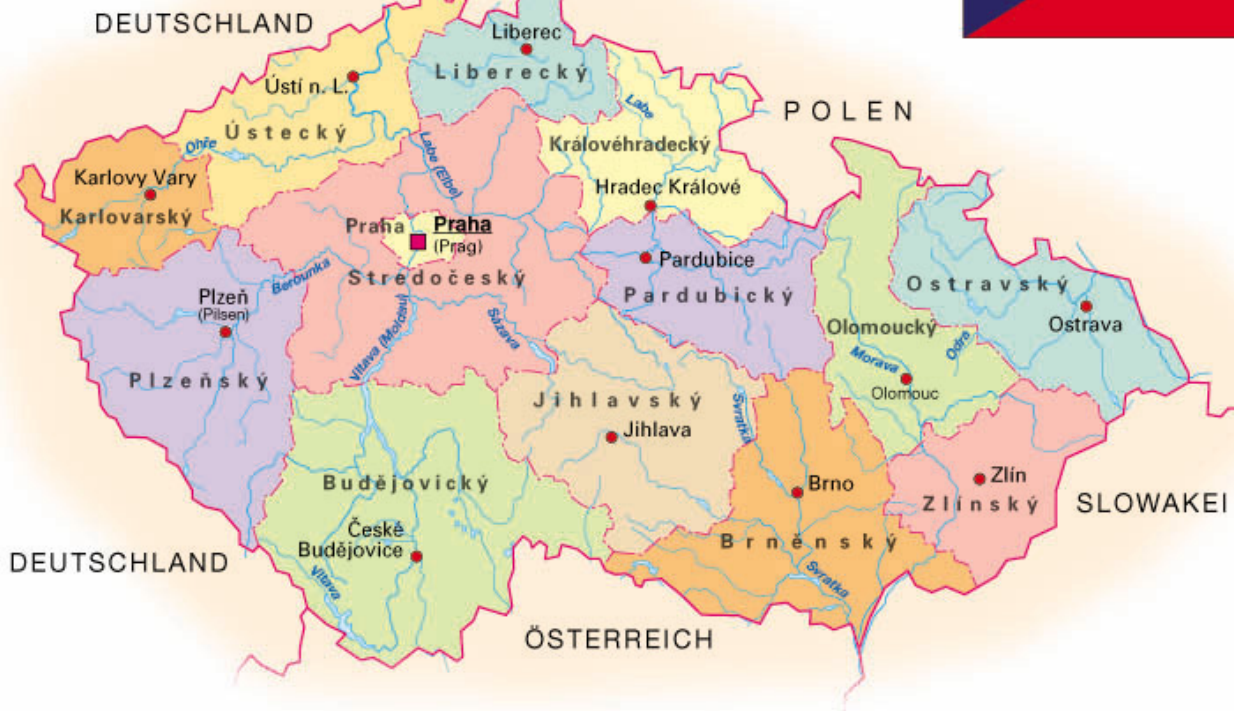 DEUTSCHLAND
Liberec
Liberecký
Ústí n. L.
Ústecký
Labe
POLEN
Ohře
Labe (Elbe)
Královéhradecký
Karlovy Vary
Karlovarský
Hradec Králové
Praha
Praha
(Prag)
Berounka
Stredočeský
Pardubice
Pardubický
Ostravský
Ostrava
Plzeň
(Pilsen)
Plzeňský
Vltava (Moldau)
Sázava
Olomoucký
Morava
Odra
Olomouc
Jihlavský
Jihlava
Svratka
Budějovický
Brno
Zlín
Zlínský
SLOWAKEI
České
Budějovice
Brněnský
DEUTSCHLAND
Vltava
Svratka
ÖSTERREICH